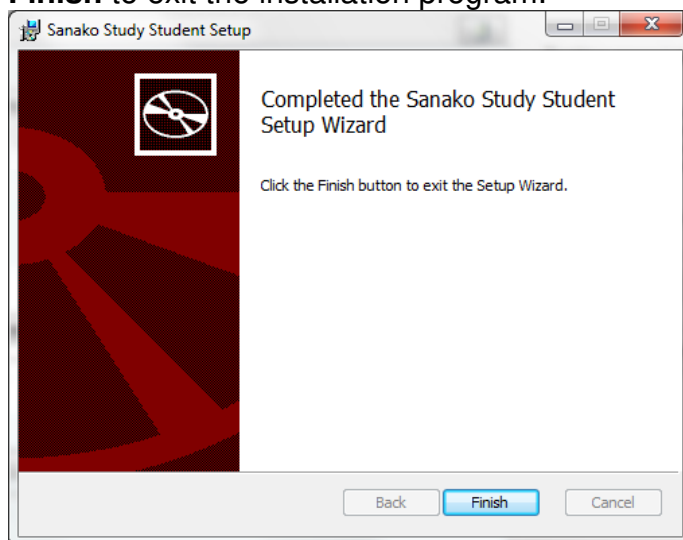 Finish to exit the installation program.
Sanako Study Student Setup
Completed the Sanako Study Student
Setup Wizard
Click the Finish button to exit the Setup Wizard.
Back Finish Cancel